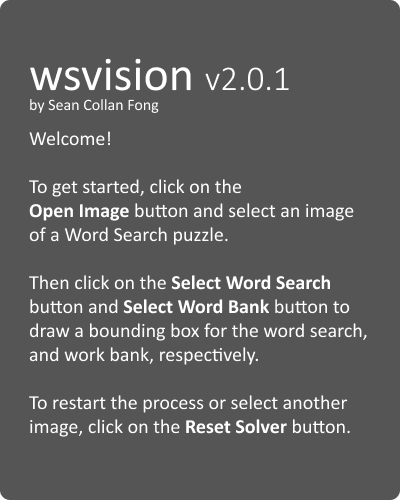 wsvision v2.0.1
by Sean Collan Fong
Welcome!
To get started, click on the
Open Image button and select an image
of a Word Search puzzle.
Then click on the Select Word Search
button and Select Word Bank button to
draw a bounding box for the word search,
and work bank, respectively.
To restart the process or select another
image, click on the Reset Solver button.